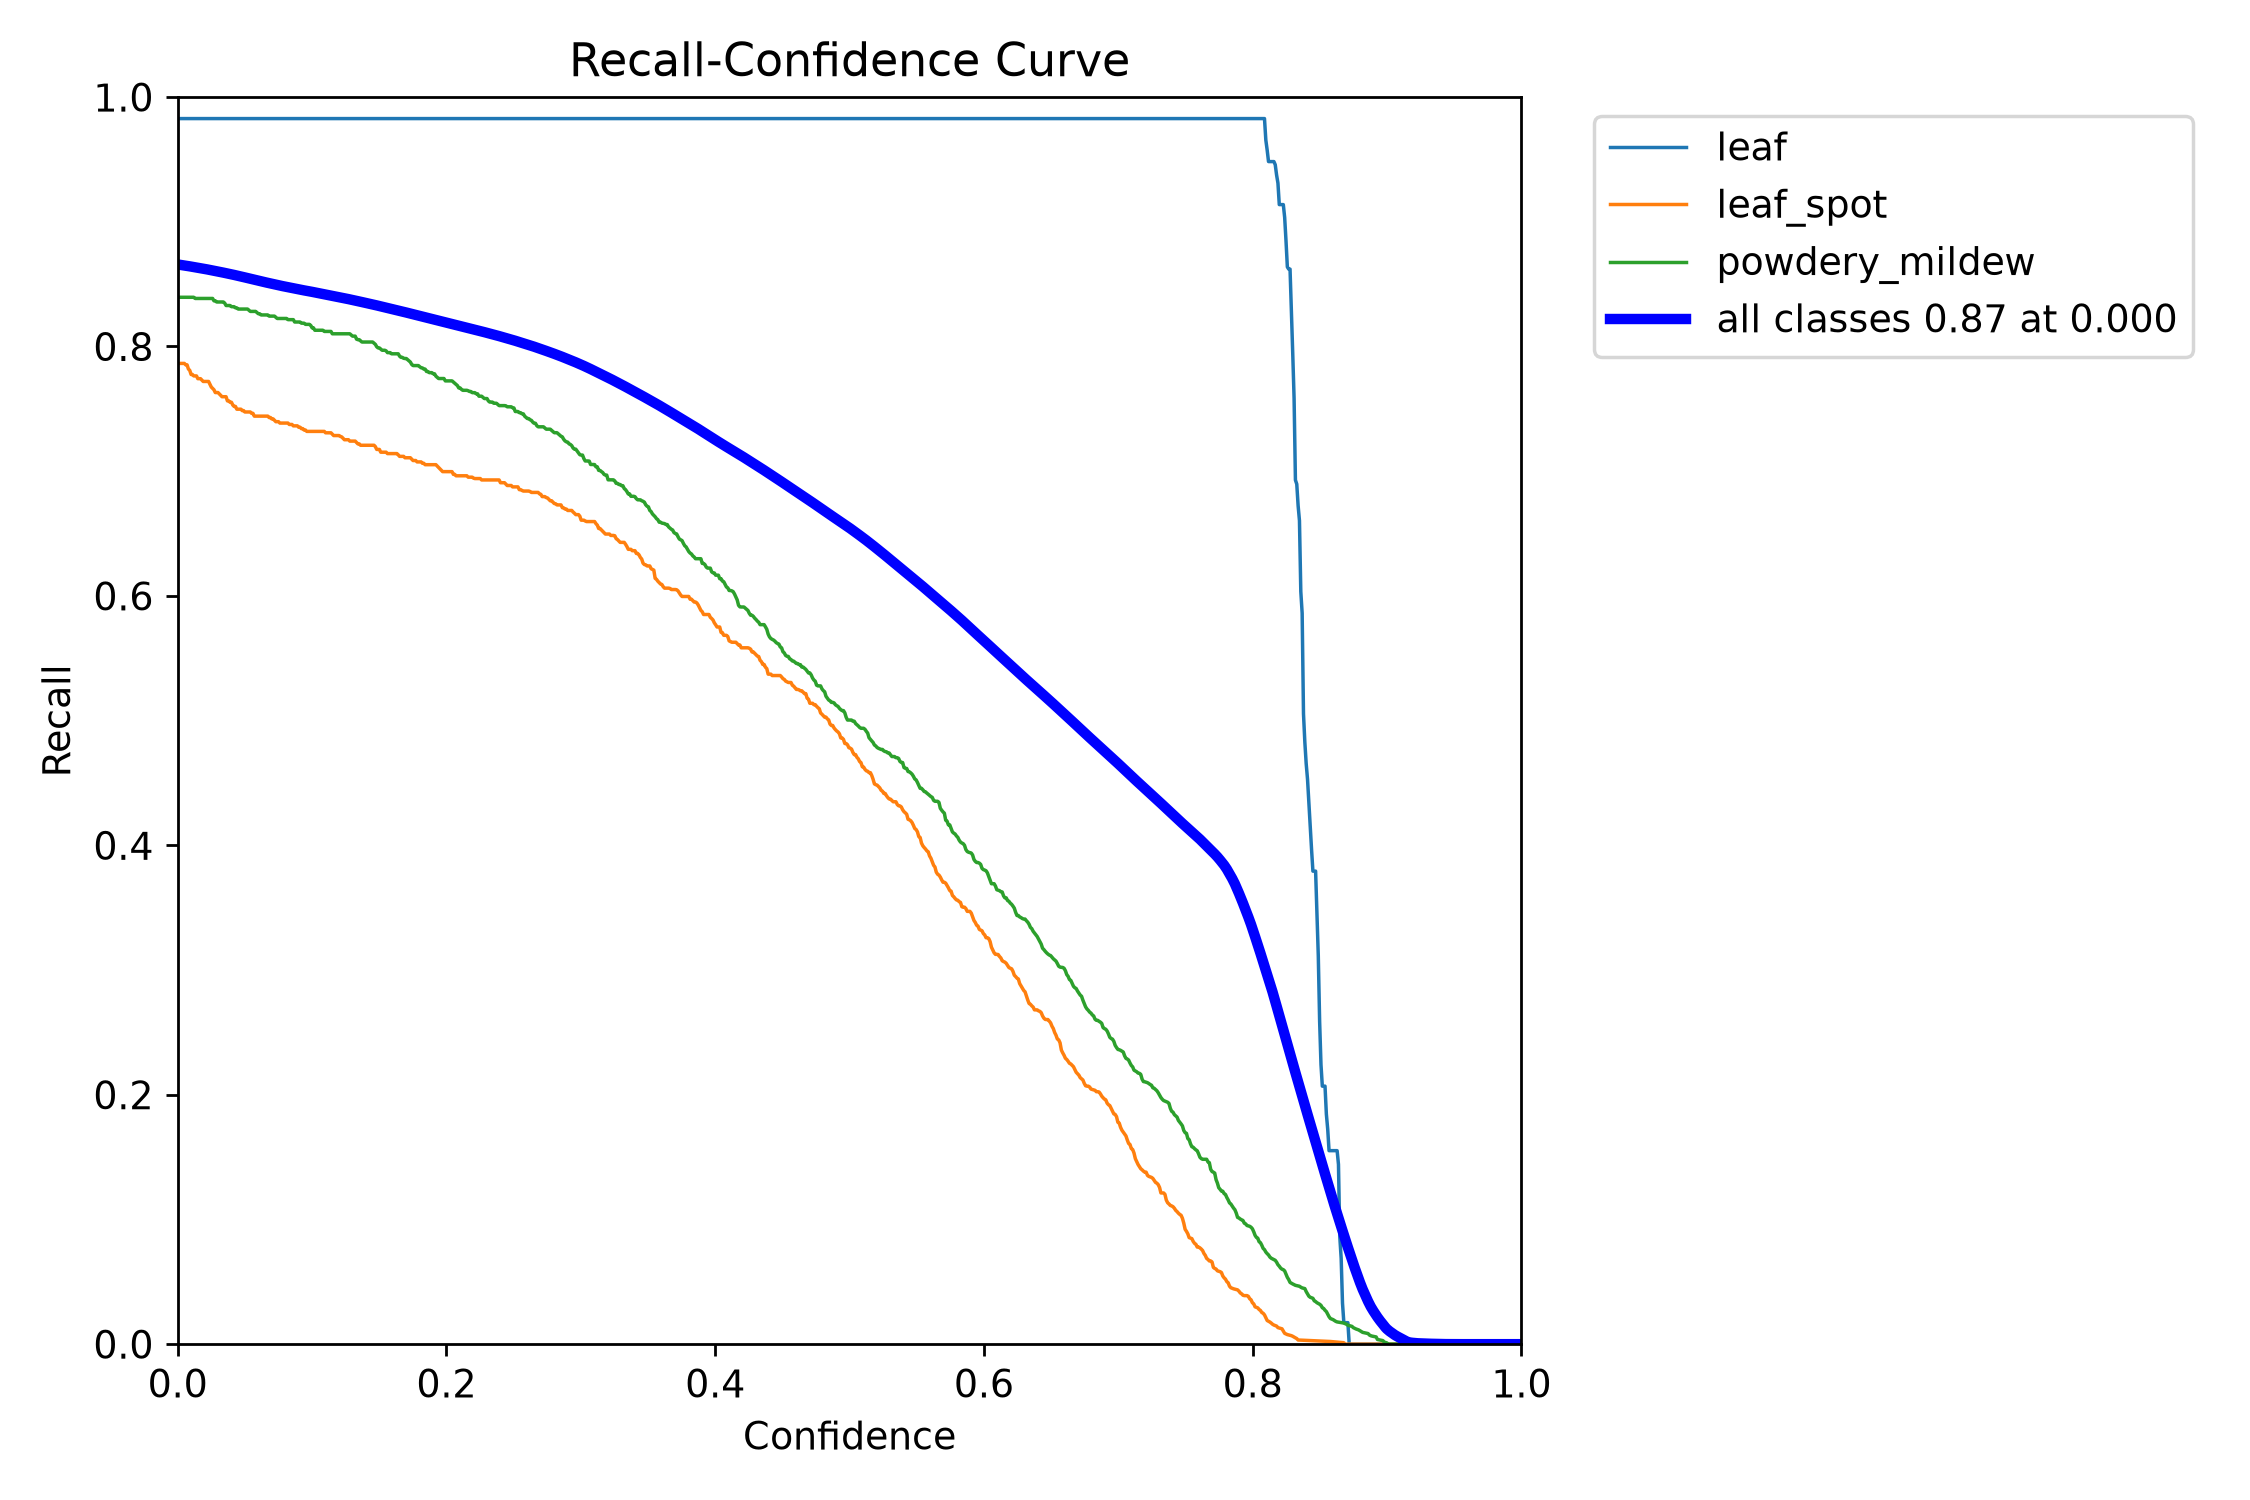 Recall-Confidence Curve
1.0
0.8
0.6
0.4
0.2
0.0
Recall
0.0 0.2 0.4 0.6 0.8 1.0
Confidence
leaf
leaf_spot
powdery_mildew
all classes 0.87 at 0.000